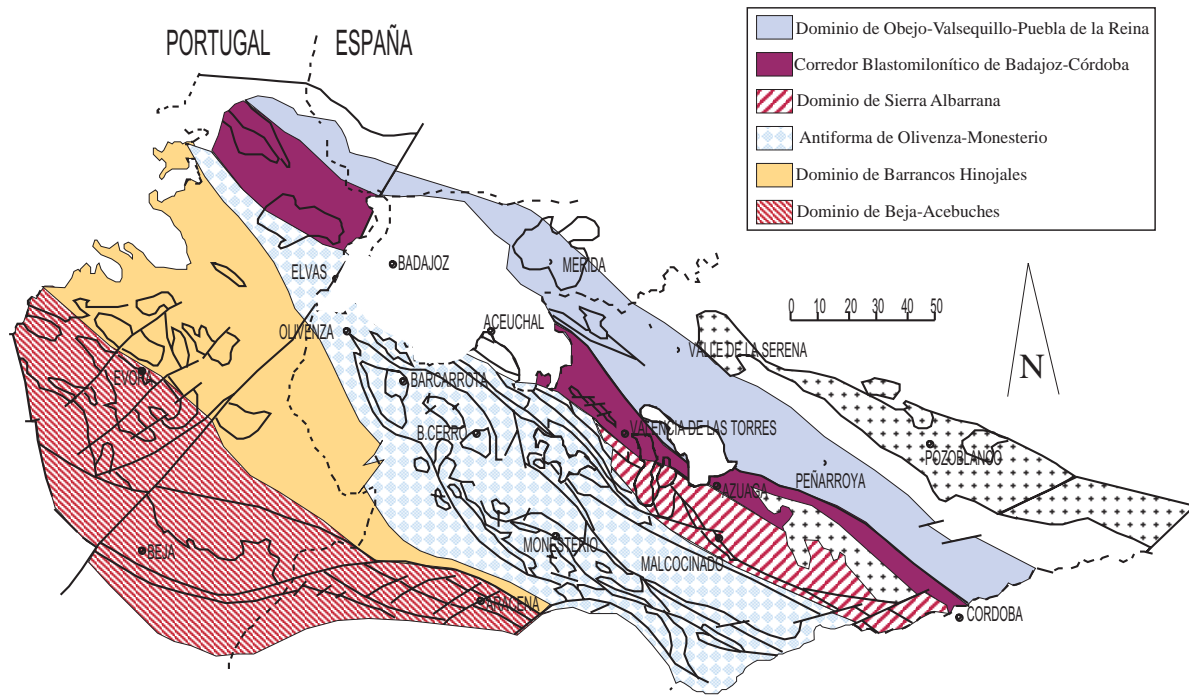 PORTUGAL
ESPAÑA
Dominio de Obejo-Valsequillo-Puebla de la Reina
Corredor Blastomilonítico de Badajoz-Córdoba
Dominio de Sierra Albarrana
Antiforma de Olivenza-Monesterio
Dominio de Barrancos Hinojales
Dominio de Beja-Acebuches
ELVAS
BADAJOZ
MERIDA
0 10 20 30 40 50
N
OLIVENZA
ACEUCHAL
VALLE DE LA SERENA
EVORA
BARCARROTA
B.CERRO
VALENCIA DE LAS TORRES
POZOBLANCO
PEÑARROYA
AZUAGA
BEJA
MONESTERIO
MALCOCINADO
ARACENA
CORDOBA